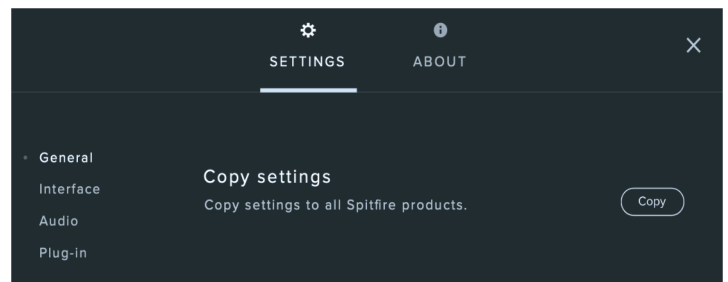 SETTINGS
ABOUT
General
Interface
Audio
Plug-in
Copy settings
Copy settings to all Spitfire products.
Copy